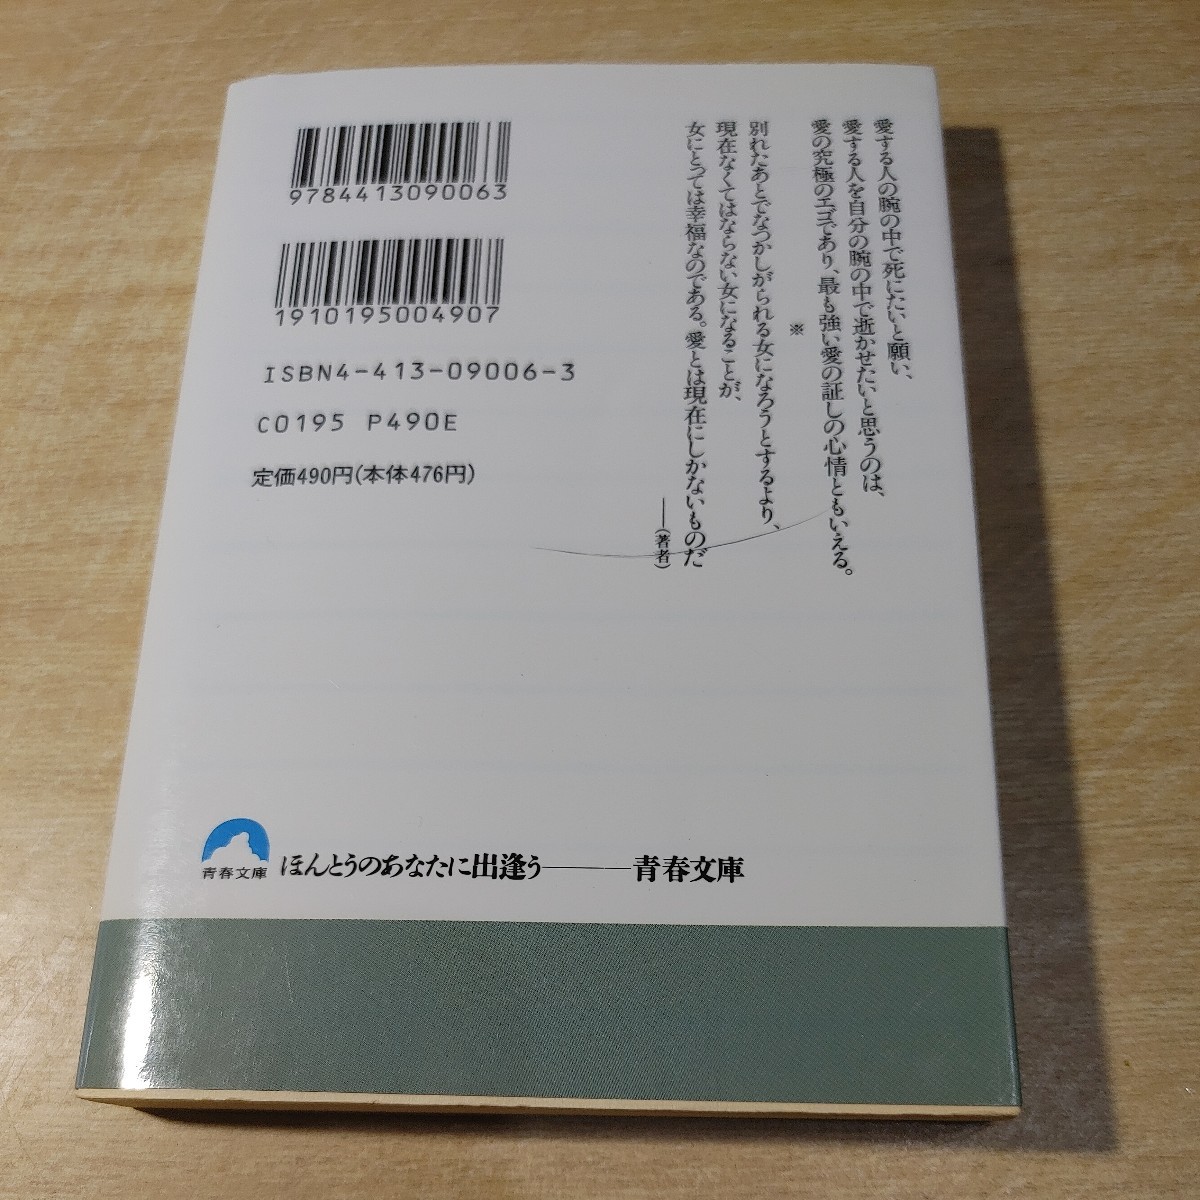 愛する人の腕の中で死にたいと願い、
愛する人を自分の腕の中で逝かせたいと思うのは、
愛の究極のエゴであり、最も強い愛の証しの心情ともいえる。
※
別れたあとでなつかしがられる女になろうとするより、
現在なくてはならない女になることが、
女にとっては幸福なのである。愛とは現在にしかないものだ
——(著者)
9784413090063
1910195004907
ISBN4-413-09006-3
C0195 P490E
定価490円(本体476円)
青春文庫
ほんとうのあなたに出逢う———青春文庫